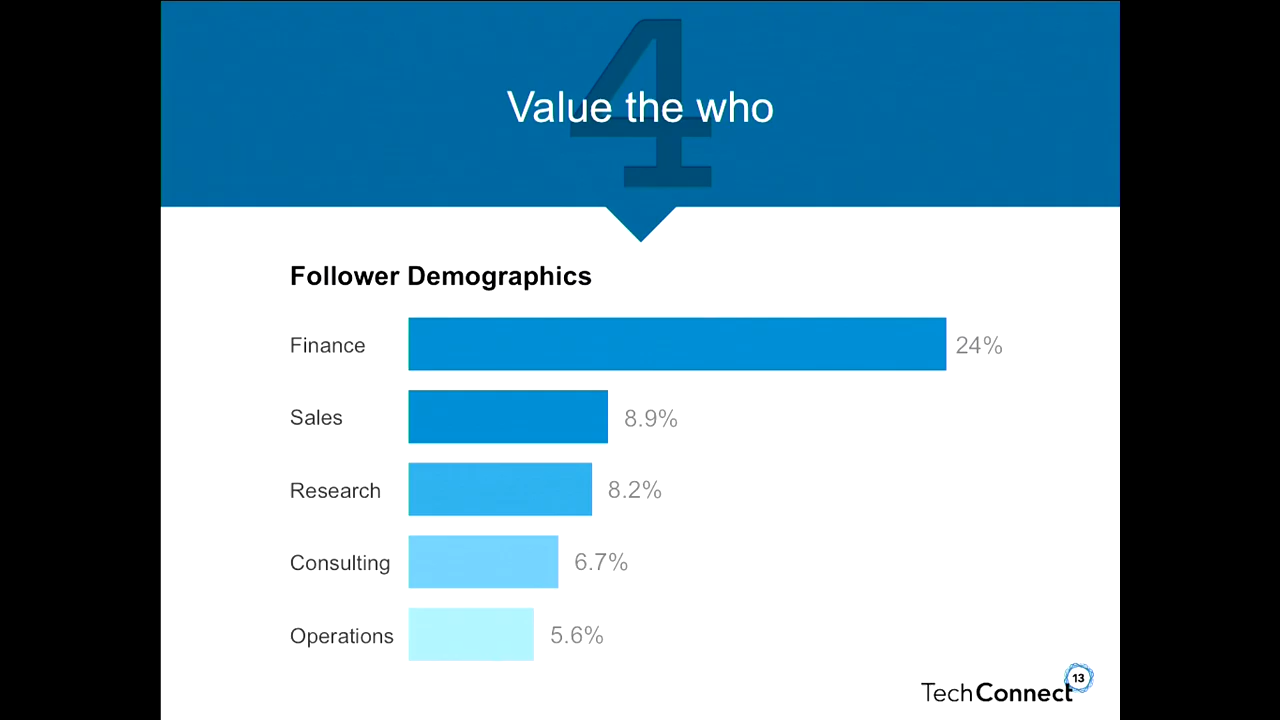 4
Value the who
Follower Demographics
Finance 24%
Sales 8.9%
Research 8.2%
Consulting 6.7%
Operations 5.6%
TechConnect 13